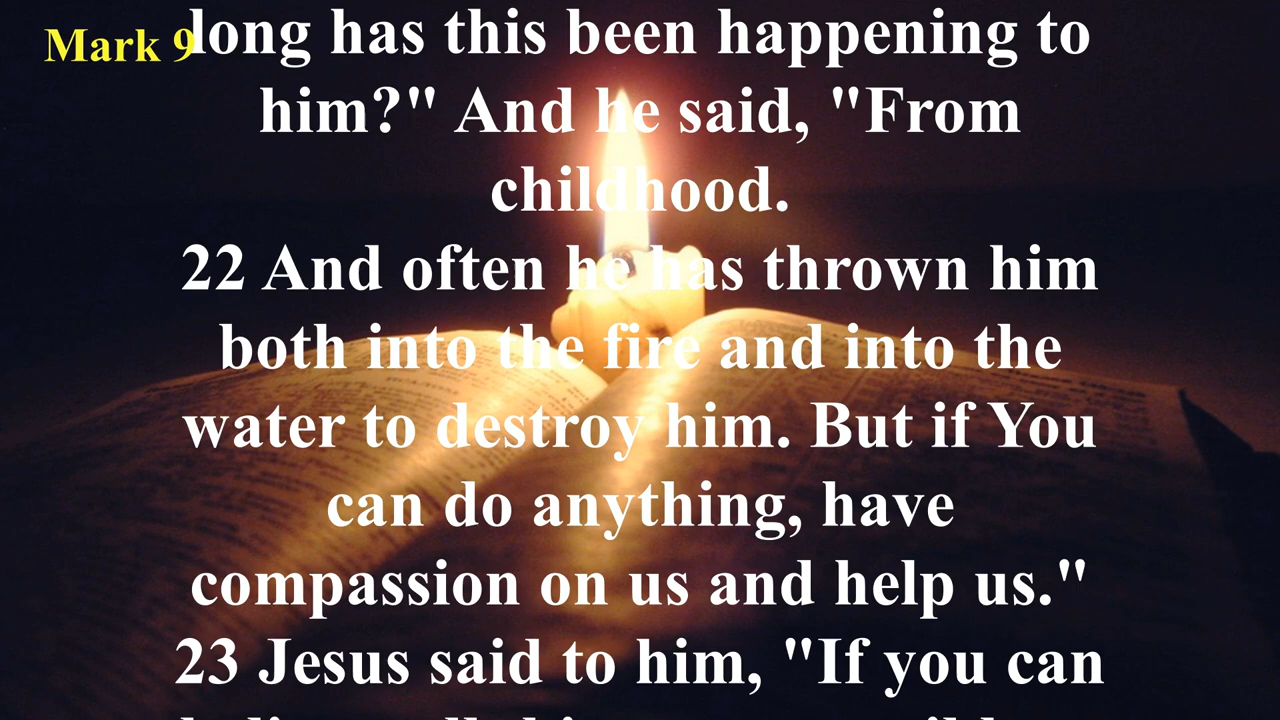 Mark 9
long has this been happening to
him?" And he said, "From
childhood.
22 And often he has thrown him
both into the fire and into the
water to destroy him. But if You
can do anything, have
compassion on us and help us."
23 Jesus said to him, "If you can